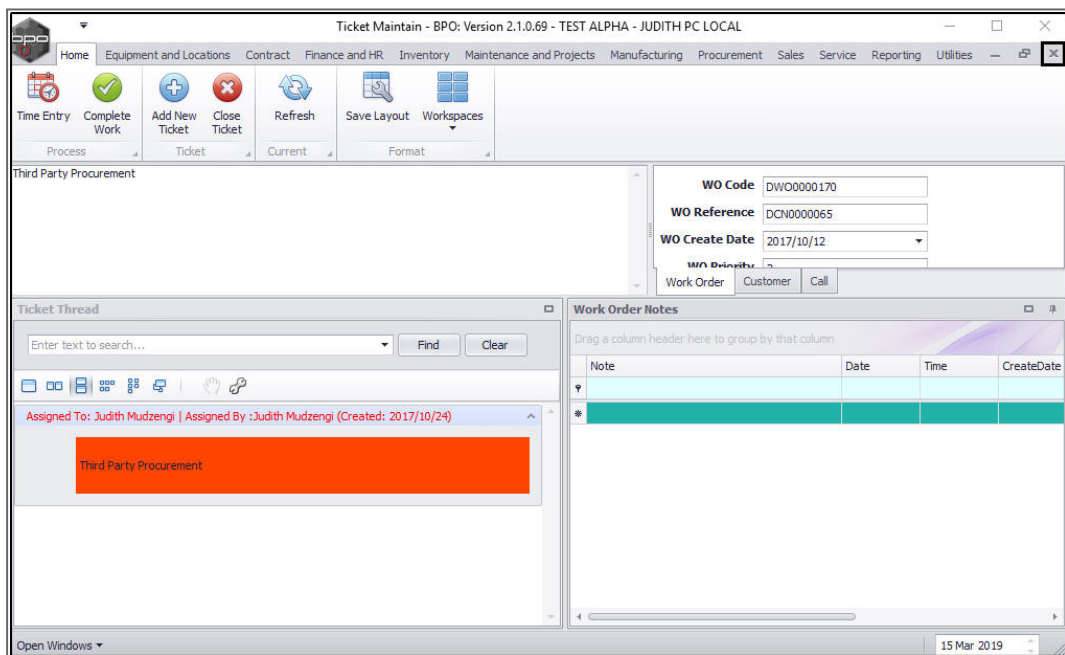 Ticket Maintain - BPO: Version 2.1.0.69 - TEST ALPHA - JUDITH PC LOCAL
bpo
Home Equipment and Locations Contract Finance and HR Inventory Maintenance and Projects Manufacturing Procurement Sales Service Reporting Utilities
Time Entry Complete Work Add New Ticket Close Ticket Refresh Save Layout Workspaces
Process Ticket Current Format
Third Party Procurement
WO Code DWO0000170
WO Reference DCN0000065
WO Create Date 2017/10/12
WO Priority
Work Order Customer Call
Ticket Thread
Enter text to search... Find Clear
Assigned To: Judith Mudzengi | Assigned By :Judith Mudzengi (Created: 2017/10/24)
Third Party Procurement
Work Order Notes
Drag a column header here to group by that column
Note Date Time CreateDate
Open Windows 15 Mar 2019